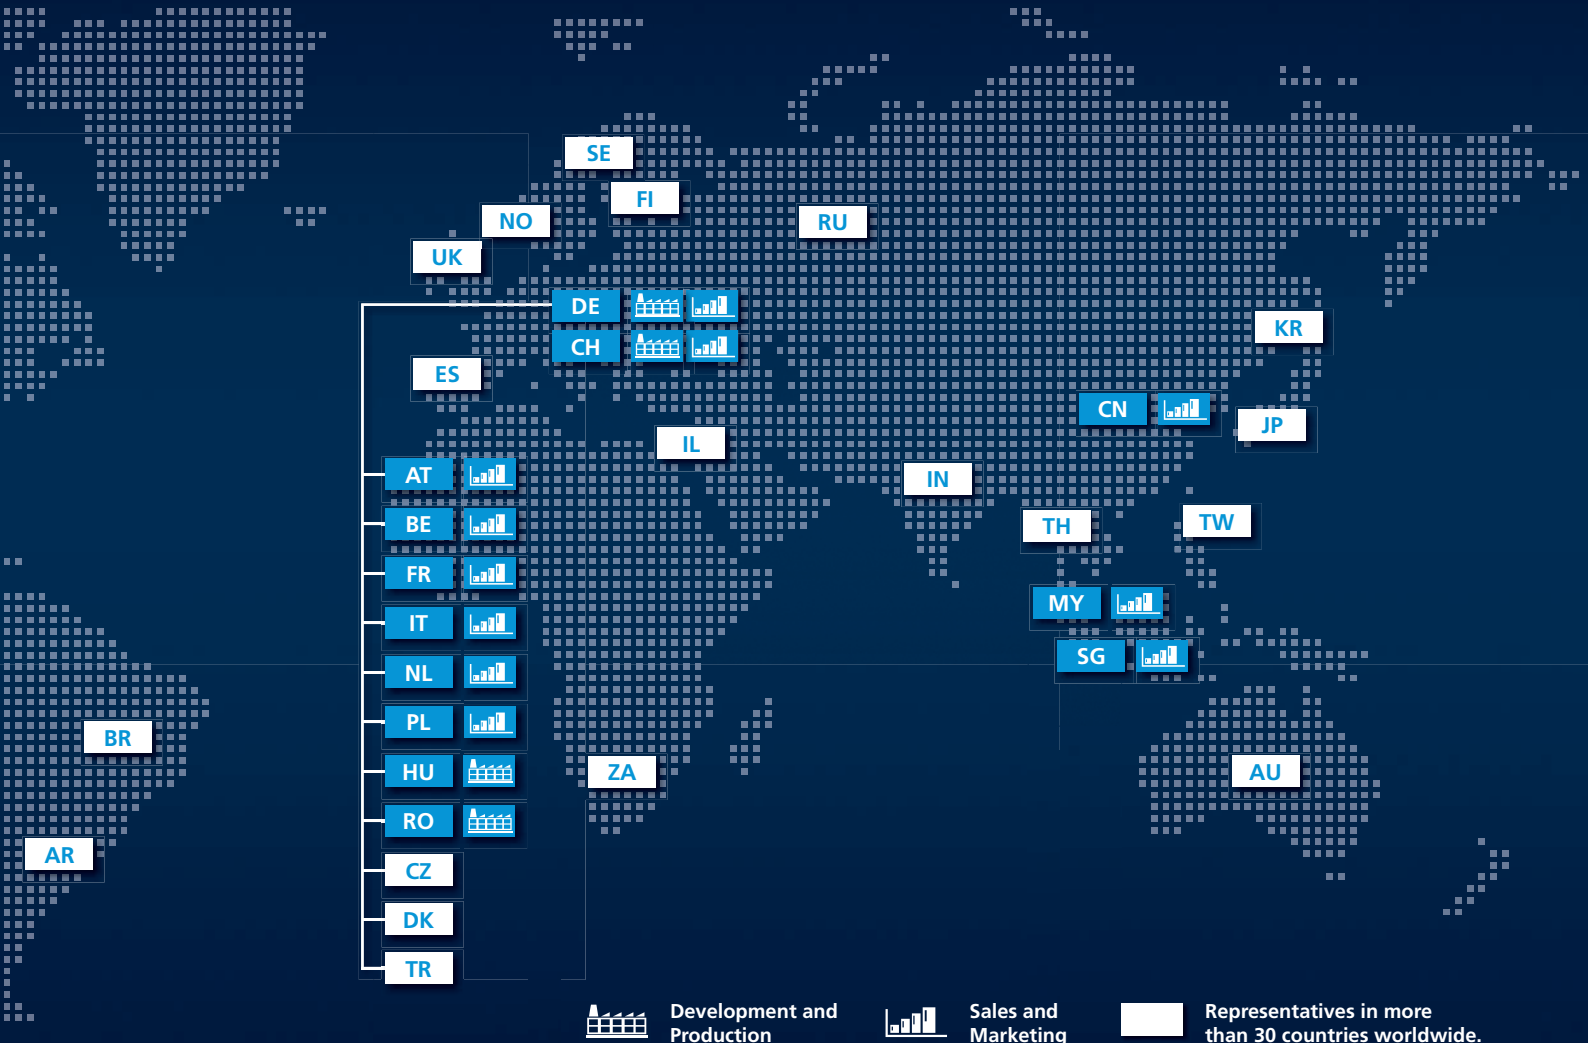 SE
FI
NO
RU
UK
DE
CH
KR
ES
CN
JP
IL
AT
IN
BE
TH
TW
FR
MY
IT
SG
NL
PL
BR
HU
ZA
AU
RO
AR
CZ
DK
TR
Development and
Production
Sales and
Marketing
Representatives in more
than 30 countries worldwide.